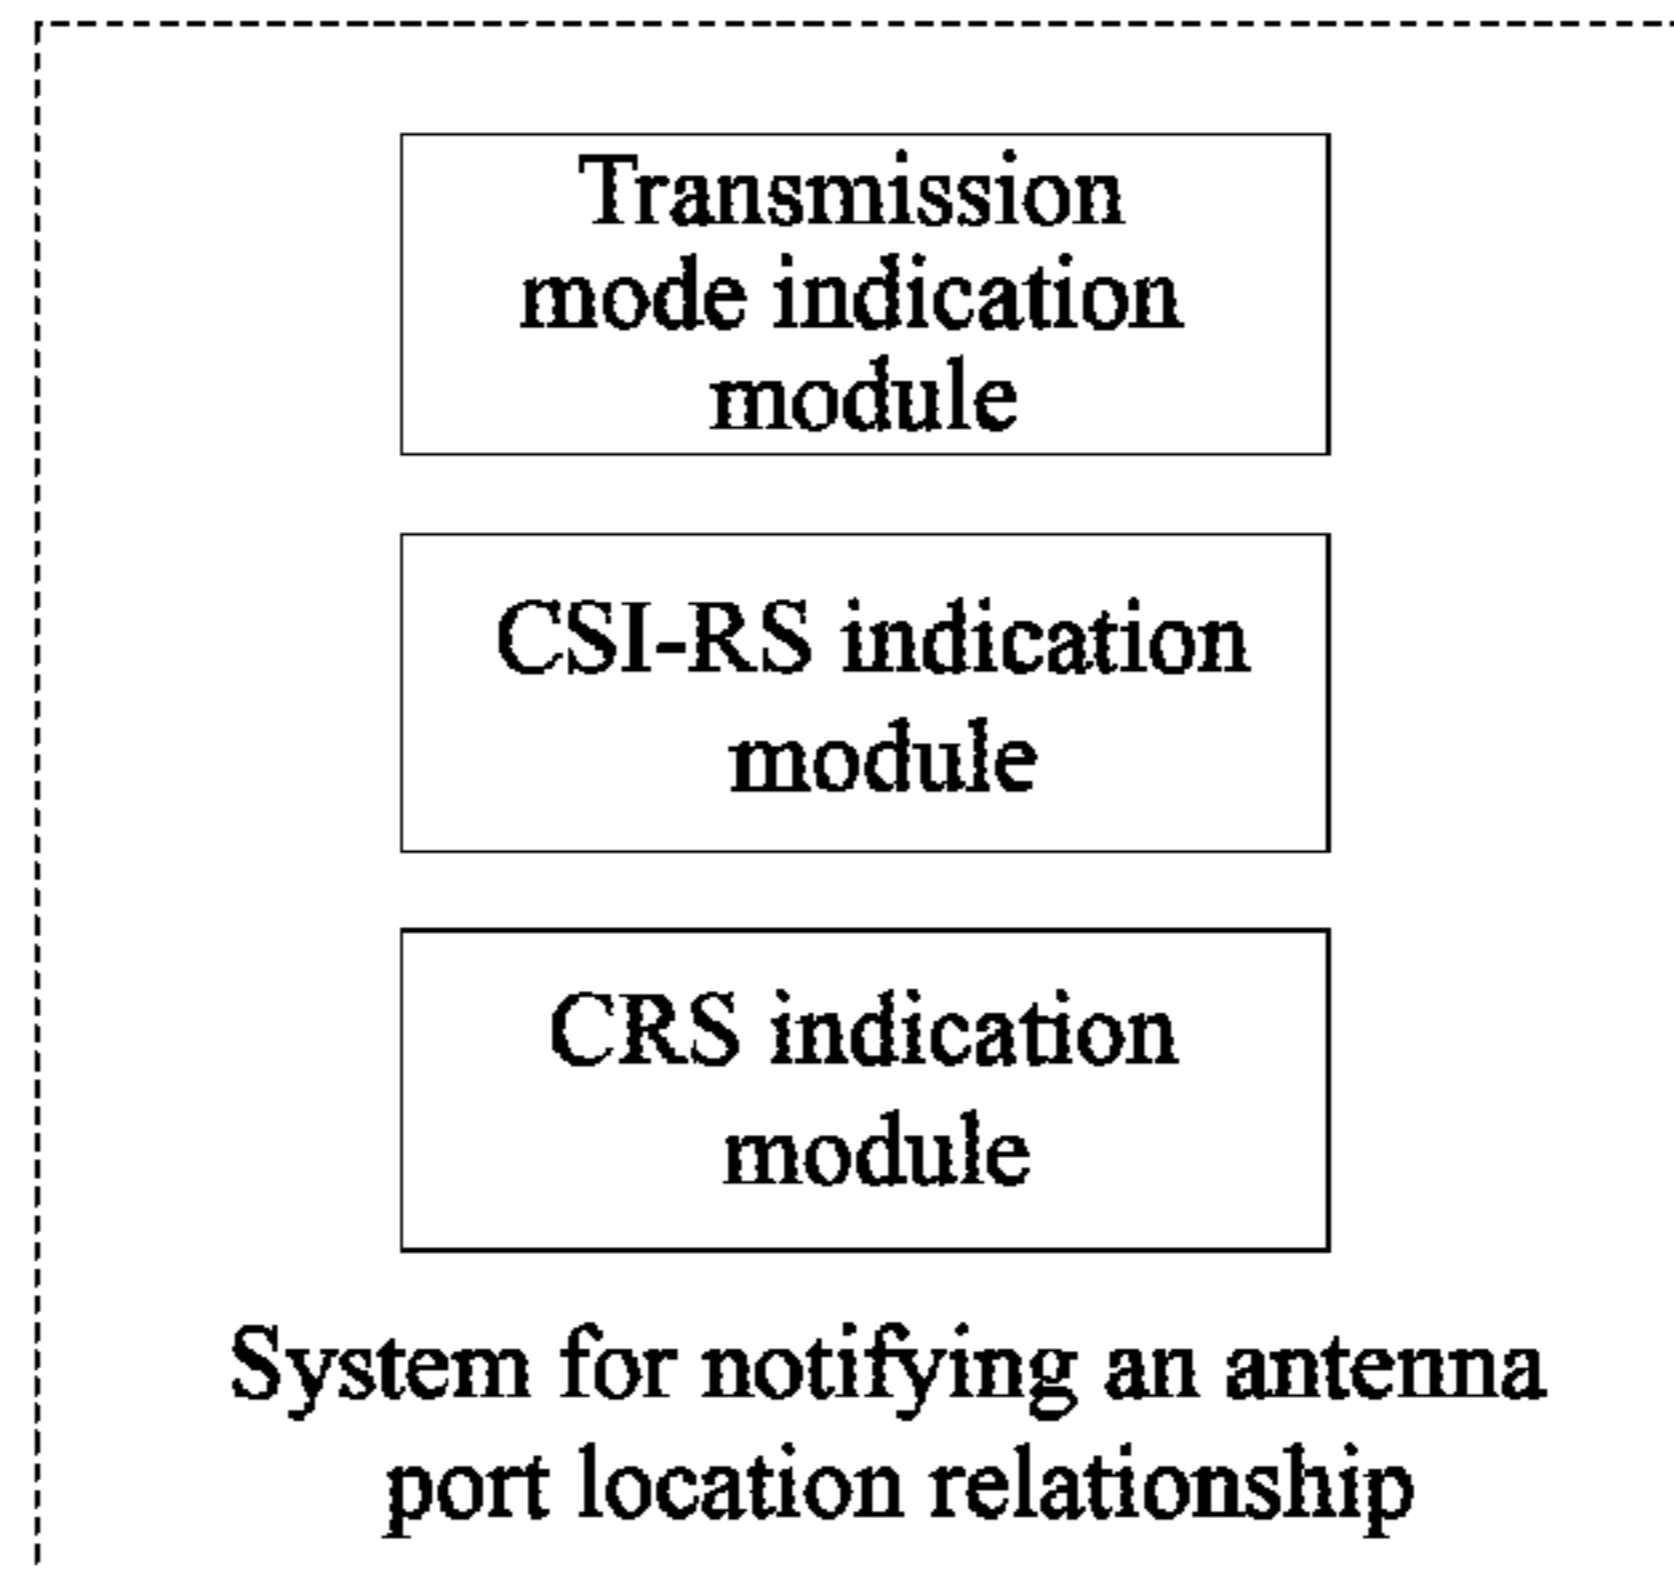 Transmission
mode indication
module
CSI-RS indication
module
CRS indication
module
System for notifying an antenna
port location relationship